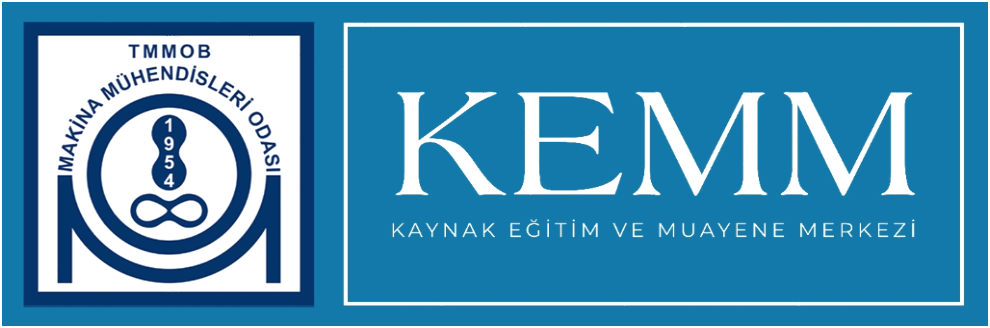 TMMOB
MAKİNA MÜHENDİSLERİ ODASI
1954
KEMM
KAYNAK EĞİTİM VE MUAYENE MERKEZİ